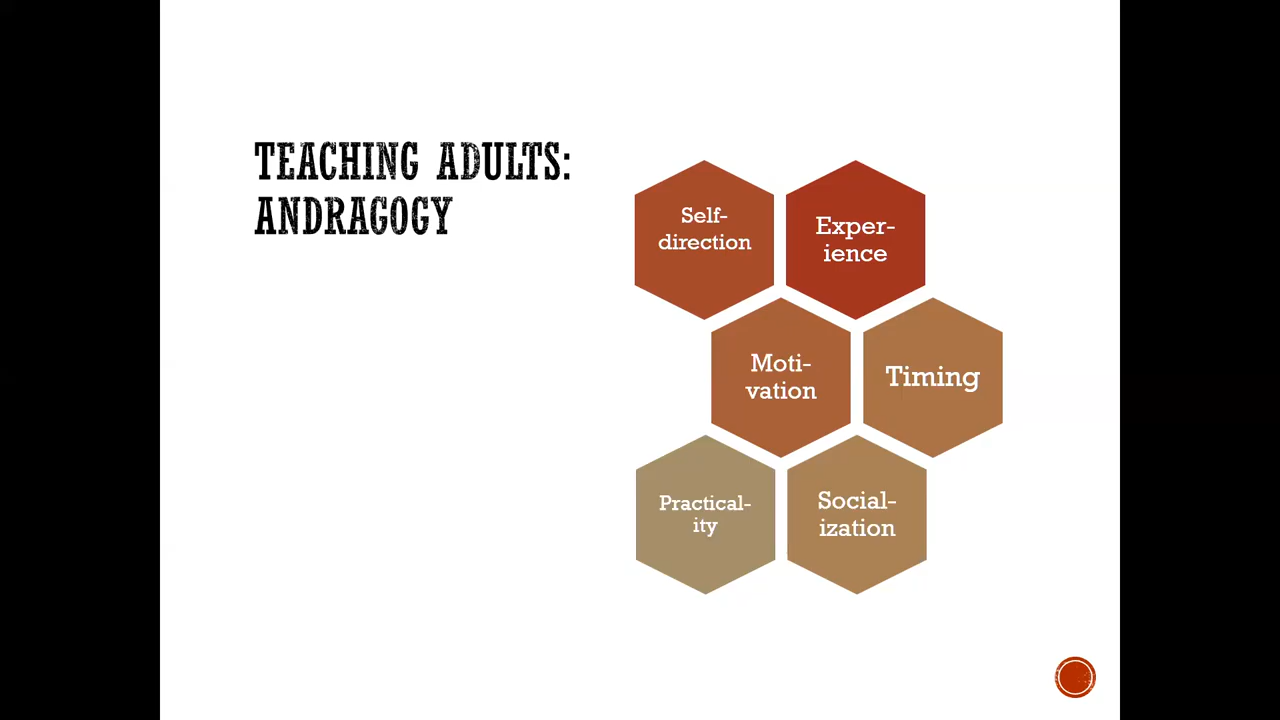 TEACHING ADULTS:
ANDRAGOGY
Self-
direction
Exper-
ience
Moti-
vation
Timing
Practical-
ity
Social-
ization